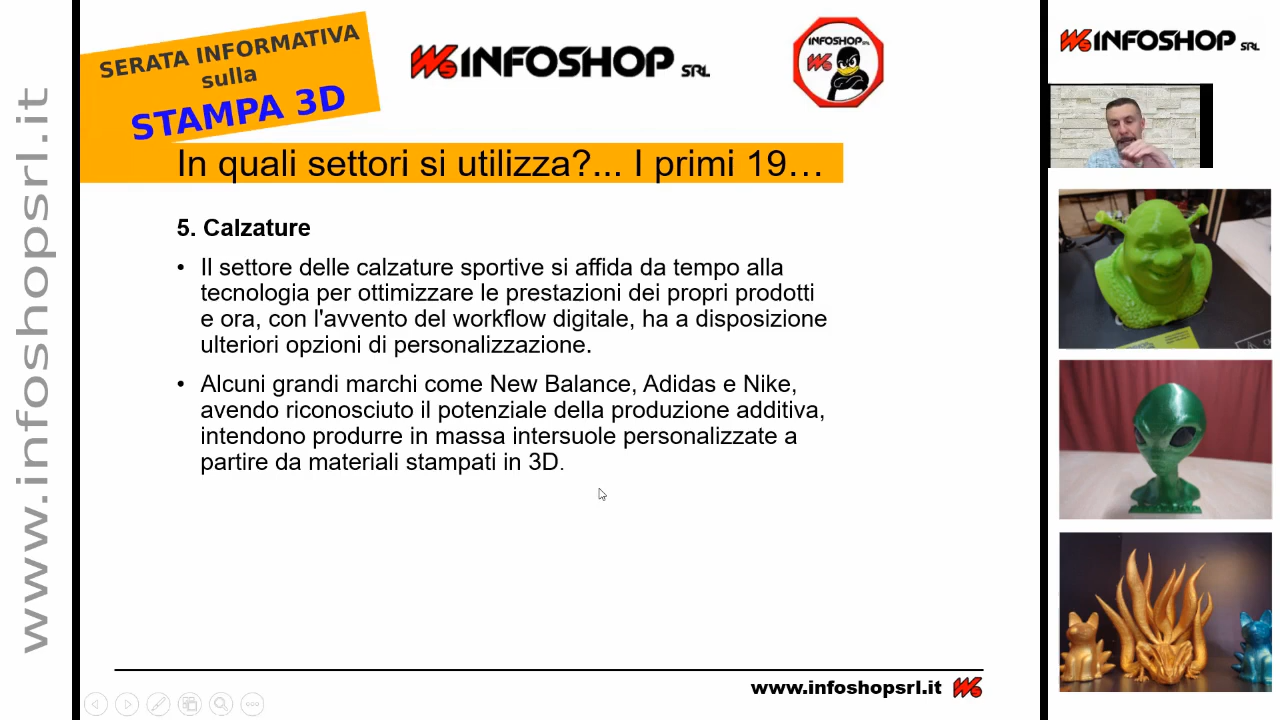 www.infoshopsrl.it
SERATA INFORMATIVA
sulla
STAMPA 3D
INFOSHOP SRL
INFOSHOP SRL
INFOSHOP SRL
In quali settori si utilizza?... I primi 19…
5. Calzature
• Il settore delle calzature sportive si affida da tempo alla
tecnologia per ottimizzare le prestazioni dei propri prodotti
e ora, con l'avvento del workflow digitale, ha a disposizione
ulteriori opzioni di personalizzazione.
• Alcuni grandi marchi come New Balance, Adidas e Nike,
avendo riconosciuto il potenziale della produzione additiva,
intendono produrre in massa intersuole personalizzate a
partire da materiali stampati in 3D.
www.infoshopsrl.it